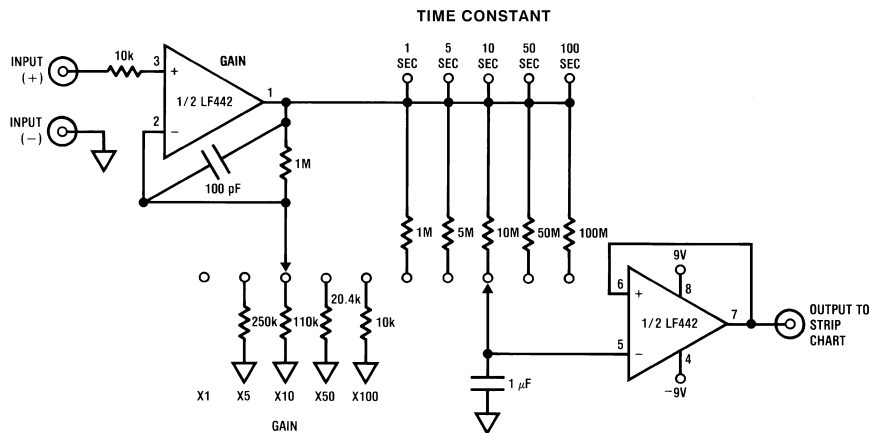 TIME CONSTANT
1 SEC
5 SEC
10 SEC
50 SEC
100 SEC
INPUT (+)
10k
3
+
GAIN
1/2 LF442
1
INPUT (−)
2
−
100 pF
1M
1M
5M
10M
50M
100M
250k
110k
20.4k
10k
X1
X5
X10
X50
X100
GAIN
9V
6
+
8
1/2 LF442
7
5
−
4
−9V
1 μF
OUTPUT TO STRIP CHART